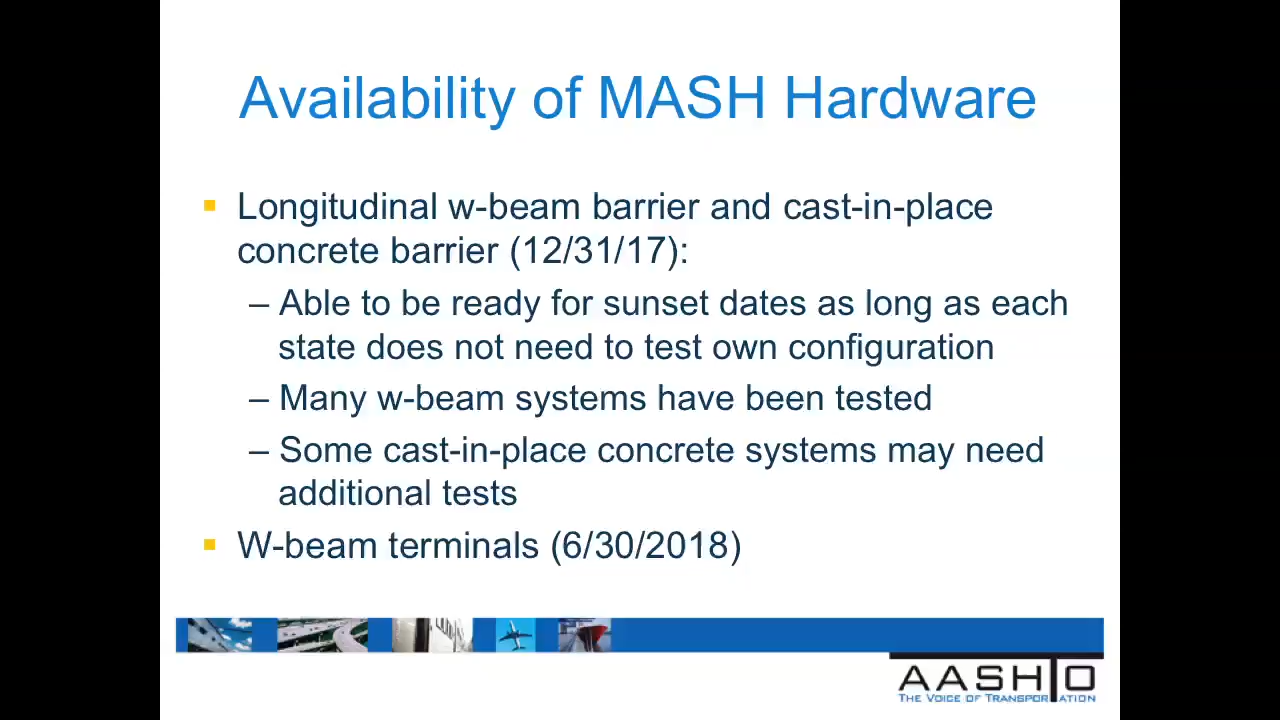 Availability of MASH Hardware
Longitudinal w-beam barrier and cast-in-place
concrete barrier (12/31/17):
– Able to be ready for sunset dates as long as each
state does not need to test own configuration
– Many w-beam systems have been tested
– Some cast-in-place concrete systems may need
additional tests
W-beam terminals (6/30/2018)
AASHTO
THE VOICE OF TRANSPORTATION